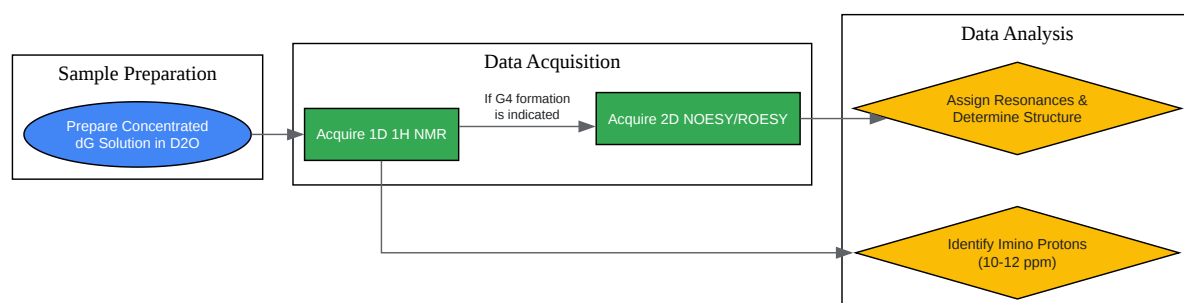 Sample Preparation
Prepare Concentrated
dG Solution in D2O
Data Acquisition
Acquire 1D 1H NMR
If G4 formation
is indicated
Acquire 2D NOESY/ROESY
Data Analysis
Assign Resonances &
Determine Structure
Identify Imino Protons
(10-12 ppm)